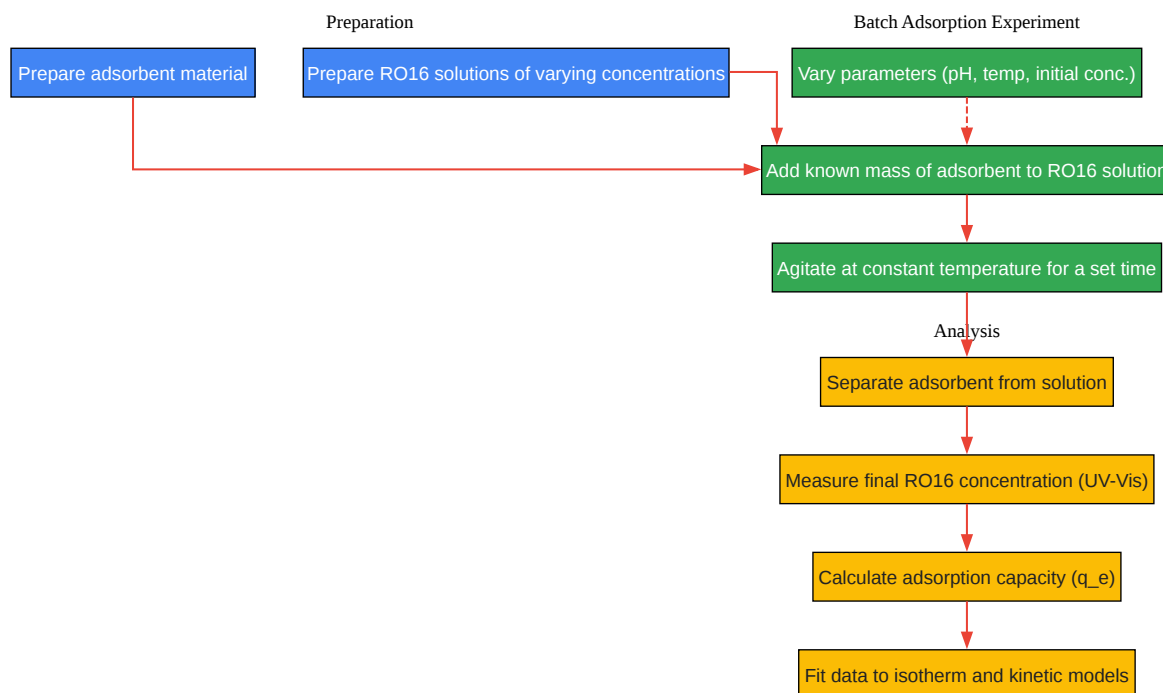 Preparation
Batch Adsorption Experiment
Prepare adsorbent material
Prepare RO16 solutions of varying concentrations
Vary parameters (pH, temp, initial conc.)
Add known mass of adsorbent to RO16 solution
Agitate at constant temperature for a set time
Analysis
Separate adsorbent from solution
Measure final RO16 concentration (UV-Vis)
Calculate adsorption capacity (q_e)
Fit data to isotherm and kinetic models